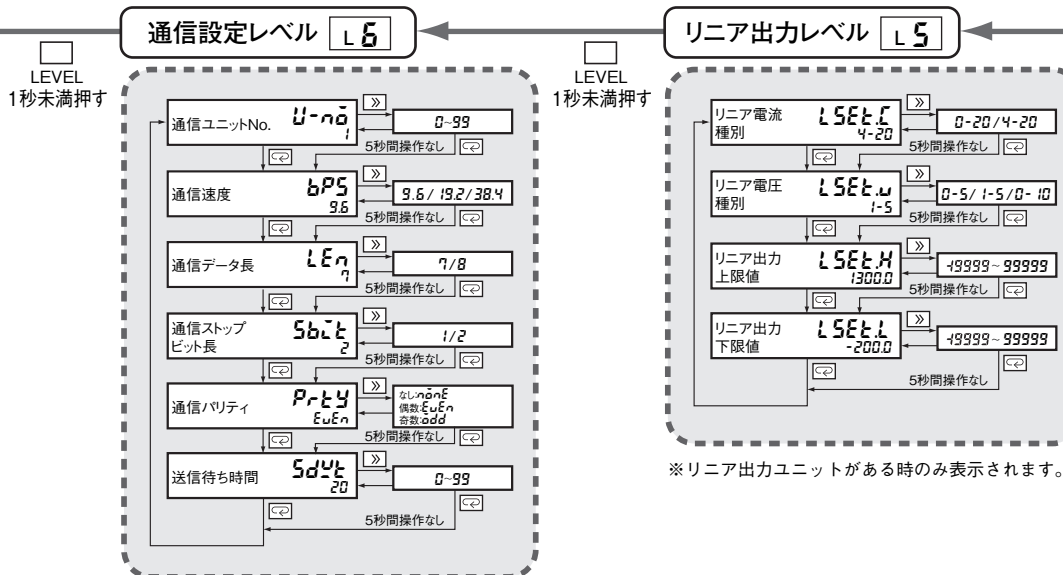 通信設定レベル L 6
LEVEL
1秒未満押す
通信ユニットNo. U-no
1
0~99
5秒間操作なし
通信速度 bPS
9.6
9.6/19.2/38.4
5秒間操作なし
通信データ長 LEn
7
7/8
5秒間操作なし
通信ストップ
ビット長
Sbit
2
1/2
5秒間操作なし
通信パリティ PrtY
EvEn
なし:nonE
偶数:EvEn
奇数:odd
5秒間操作なし
送信待ち時間 SdWt
20
0~99
5秒間操作なし
リニア出力レベル L 5
LEVEL
1秒未満押す
リニア電流
種別
LSEt.C
4-20
0-20/4-20
5秒間操作なし
リニア電圧
種別
LSEt.v
1-5
0-5/1-5/0-10
5秒間操作なし
リニア出力
上限値
LSEt.H
1300.0
-19999~99999
5秒間操作なし
リニア出力
下限値
LSEt.L
-200.0
-19999~99999
5秒間操作なし
※リニア出力ユニットがある時のみ表示されます。